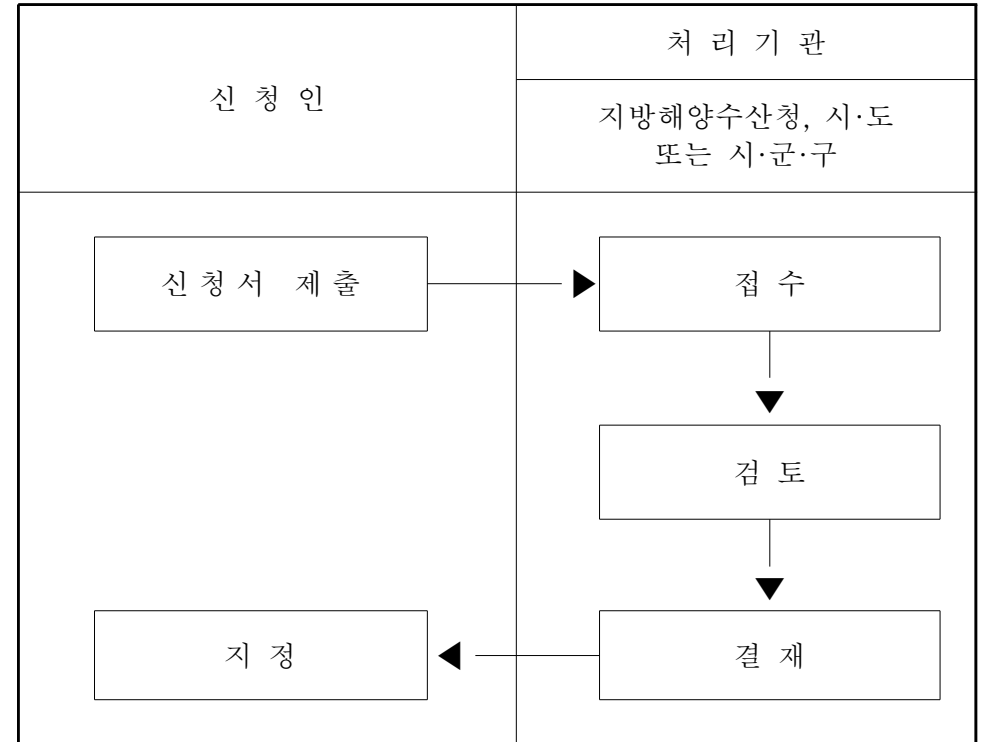 신 청 인
처 리 기 관
지방해양수산청, 시·도
또는 시·군·구
신 청 서 제 출
접 수
검 토
결 재
지 정